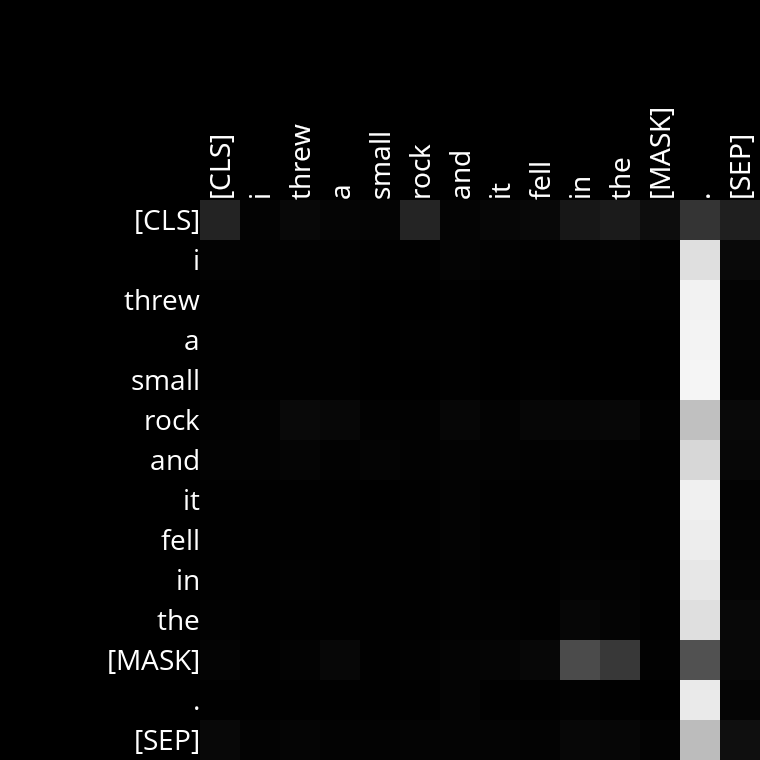 [CLS] i threw a small rock and it fell in the [MASK] . [SEP]
[CLS]
i
threw
a
small
rock
and
it
fell
in
the
[MASK]
.
[SEP]